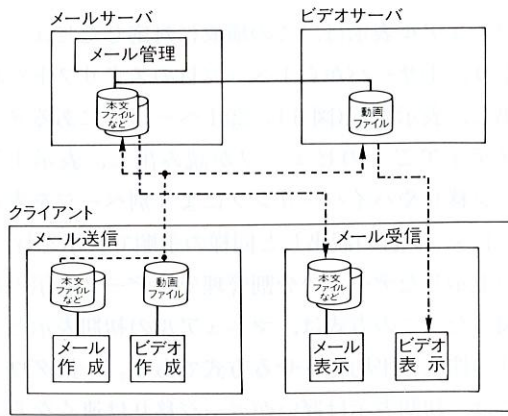 メールサーバ
ビデオサーバ
メール管理
本文
ファイル
など
動画
ファイル
クライアント
メール送信
メール受信
本文
ファイル
など
動画
ファイル
本文
ファイル
など
メール
作成
ビデオ
作成
メール
表示
ビデオ
表示